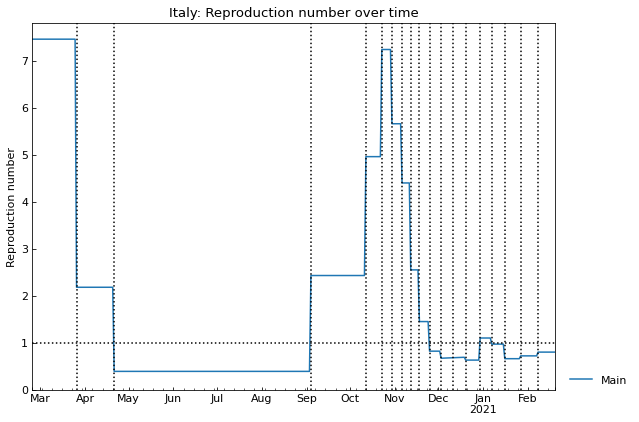 Italy: Reproduction number over time
Reproduction number
7
6
5
4
3
2
1
0
Mar Apr May Jun Jul Aug Sep Oct Nov Dec Jan Feb
2021
Main